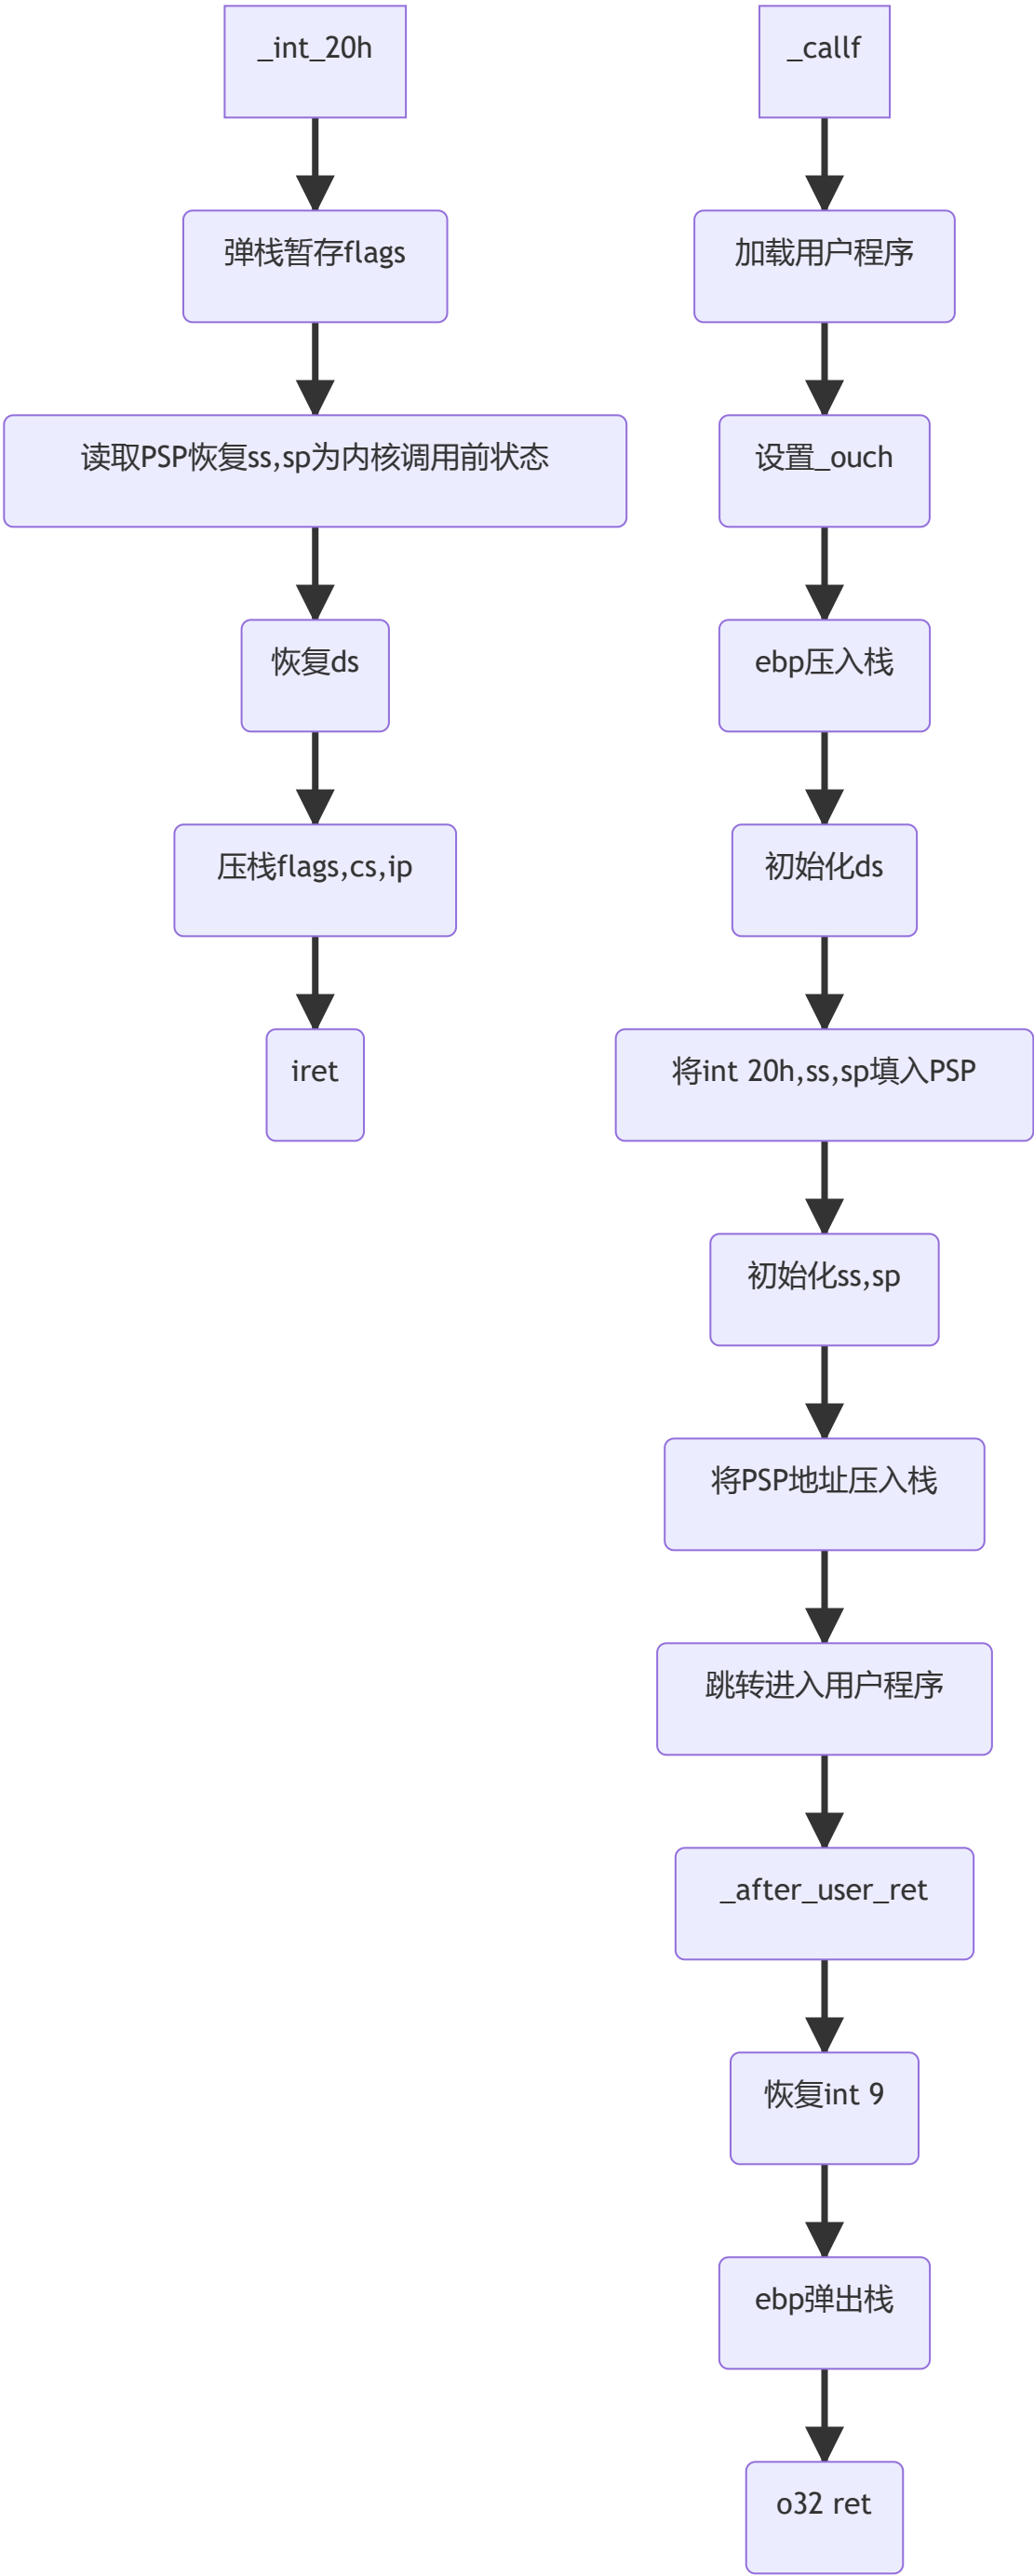 _int_20h
弹栈暂存flags
读取PSP恢复ss,sp为内核调用前状态
恢复ds
压栈flags,cs,ip
iret
_callf
加载用户程序
设置_ouch
ebp压入栈
初始化ds
将int 20h,ss,sp填入PSP
初始化ss,sp
将PSP地址压入栈
跳转进入用户程序
_after_user_ret
恢复int 9
ebp弹出栈
o32 ret